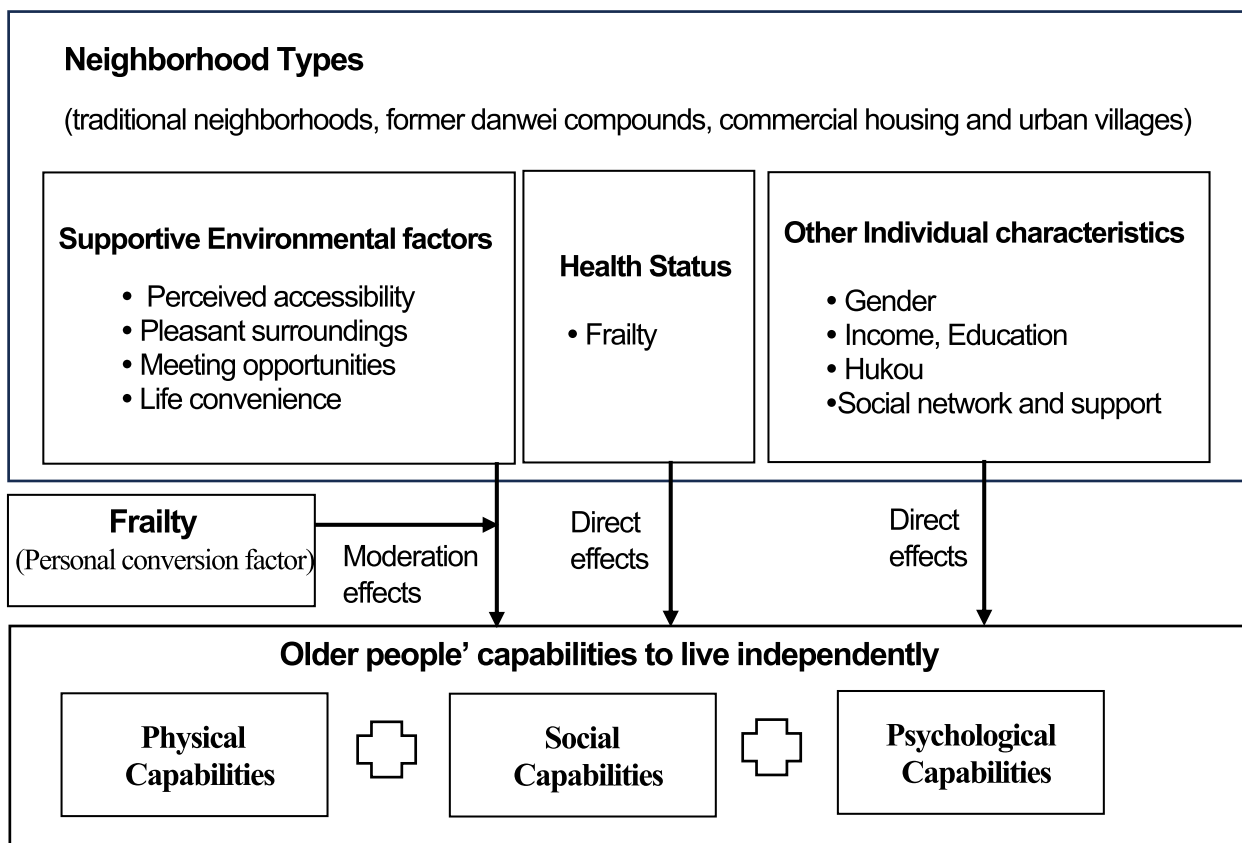 Neighborhood Types
(traditional neighborhoods, former danwei compounds, commercial housing and urban villages)
Supportive Environmental factors
• Perceived accessibility
• Pleasant surroundings
• Meeting opportunities
• Life convenience
Health Status
• Frailty
Other Individual characteristics
• Gender
• Income, Education
• Hukou
•Social network and support
Frailty
(Personal conversion factor)
Moderation
effects
Direct
effects
Direct
effects
Older people’ capabilities to live independently
Physical
Capabilities
Social
Capabilities
Psychological
Capabilities